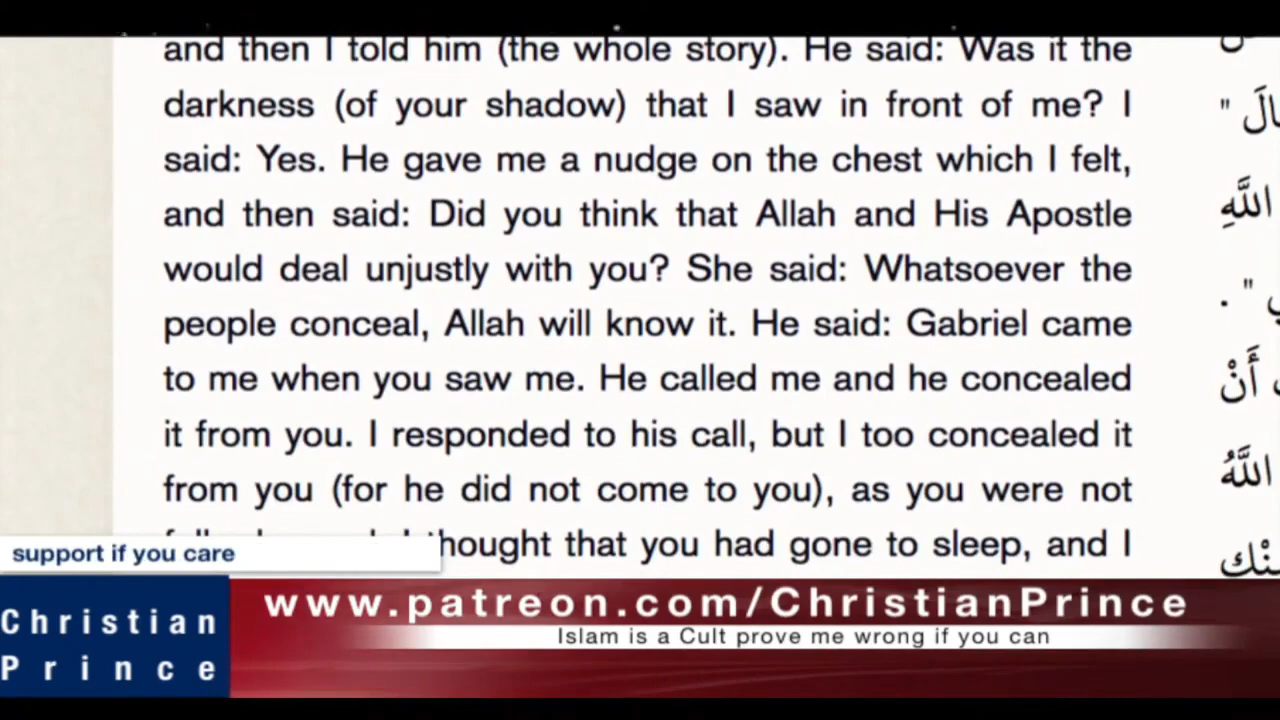 and then I told him (the whole story). He said: Was it the
darkness (of your shadow) that I saw in front of me? I
said: Yes. He gave me a nudge on the chest which I felt,
and then said: Did you think that Allah and His Apostle
would deal unjustly with you? She said: Whatsoever the
people conceal, Allah will know it. He said: Gabriel came
to me when you saw me. He called me and he concealed
it from you. I responded to his call, but I too concealed it
from you (for he did not come to you), as you were not
thought that you had gone to sleep, and I
اللَّهِ
أَنْ
اللَّهُ
support if you care
Christian
Prince
www.patreon.com/ChristianPrince
Islam is a Cult prove me wrong if you can